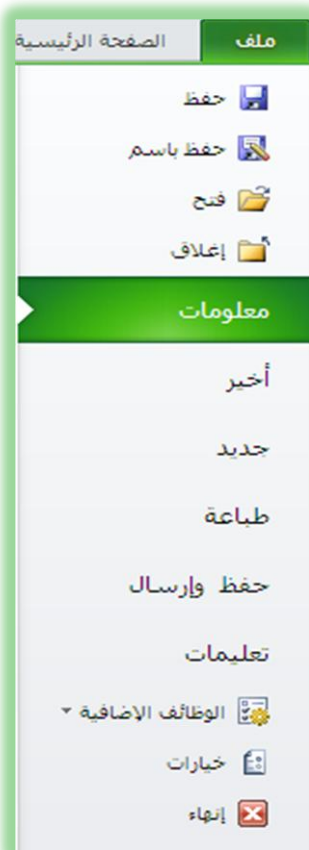 ملف الصفحة الرئيسية
حفظ
حفظ باسم
فتح
إغلاق
معلومات
أخير
جديد
طباعة
حفظ وإرسال
تعليمات
الوظائف الإضافية
خيارات
إنهاء